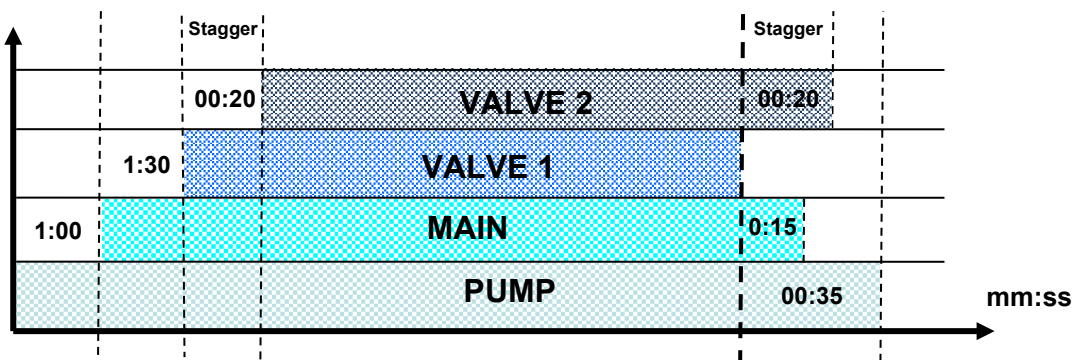 Stagger
Stagger
00:20
VALVE 2
00:20
1:30
VALVE 1
1:00
MAIN
0:15
PUMP
00:35
mm:ss